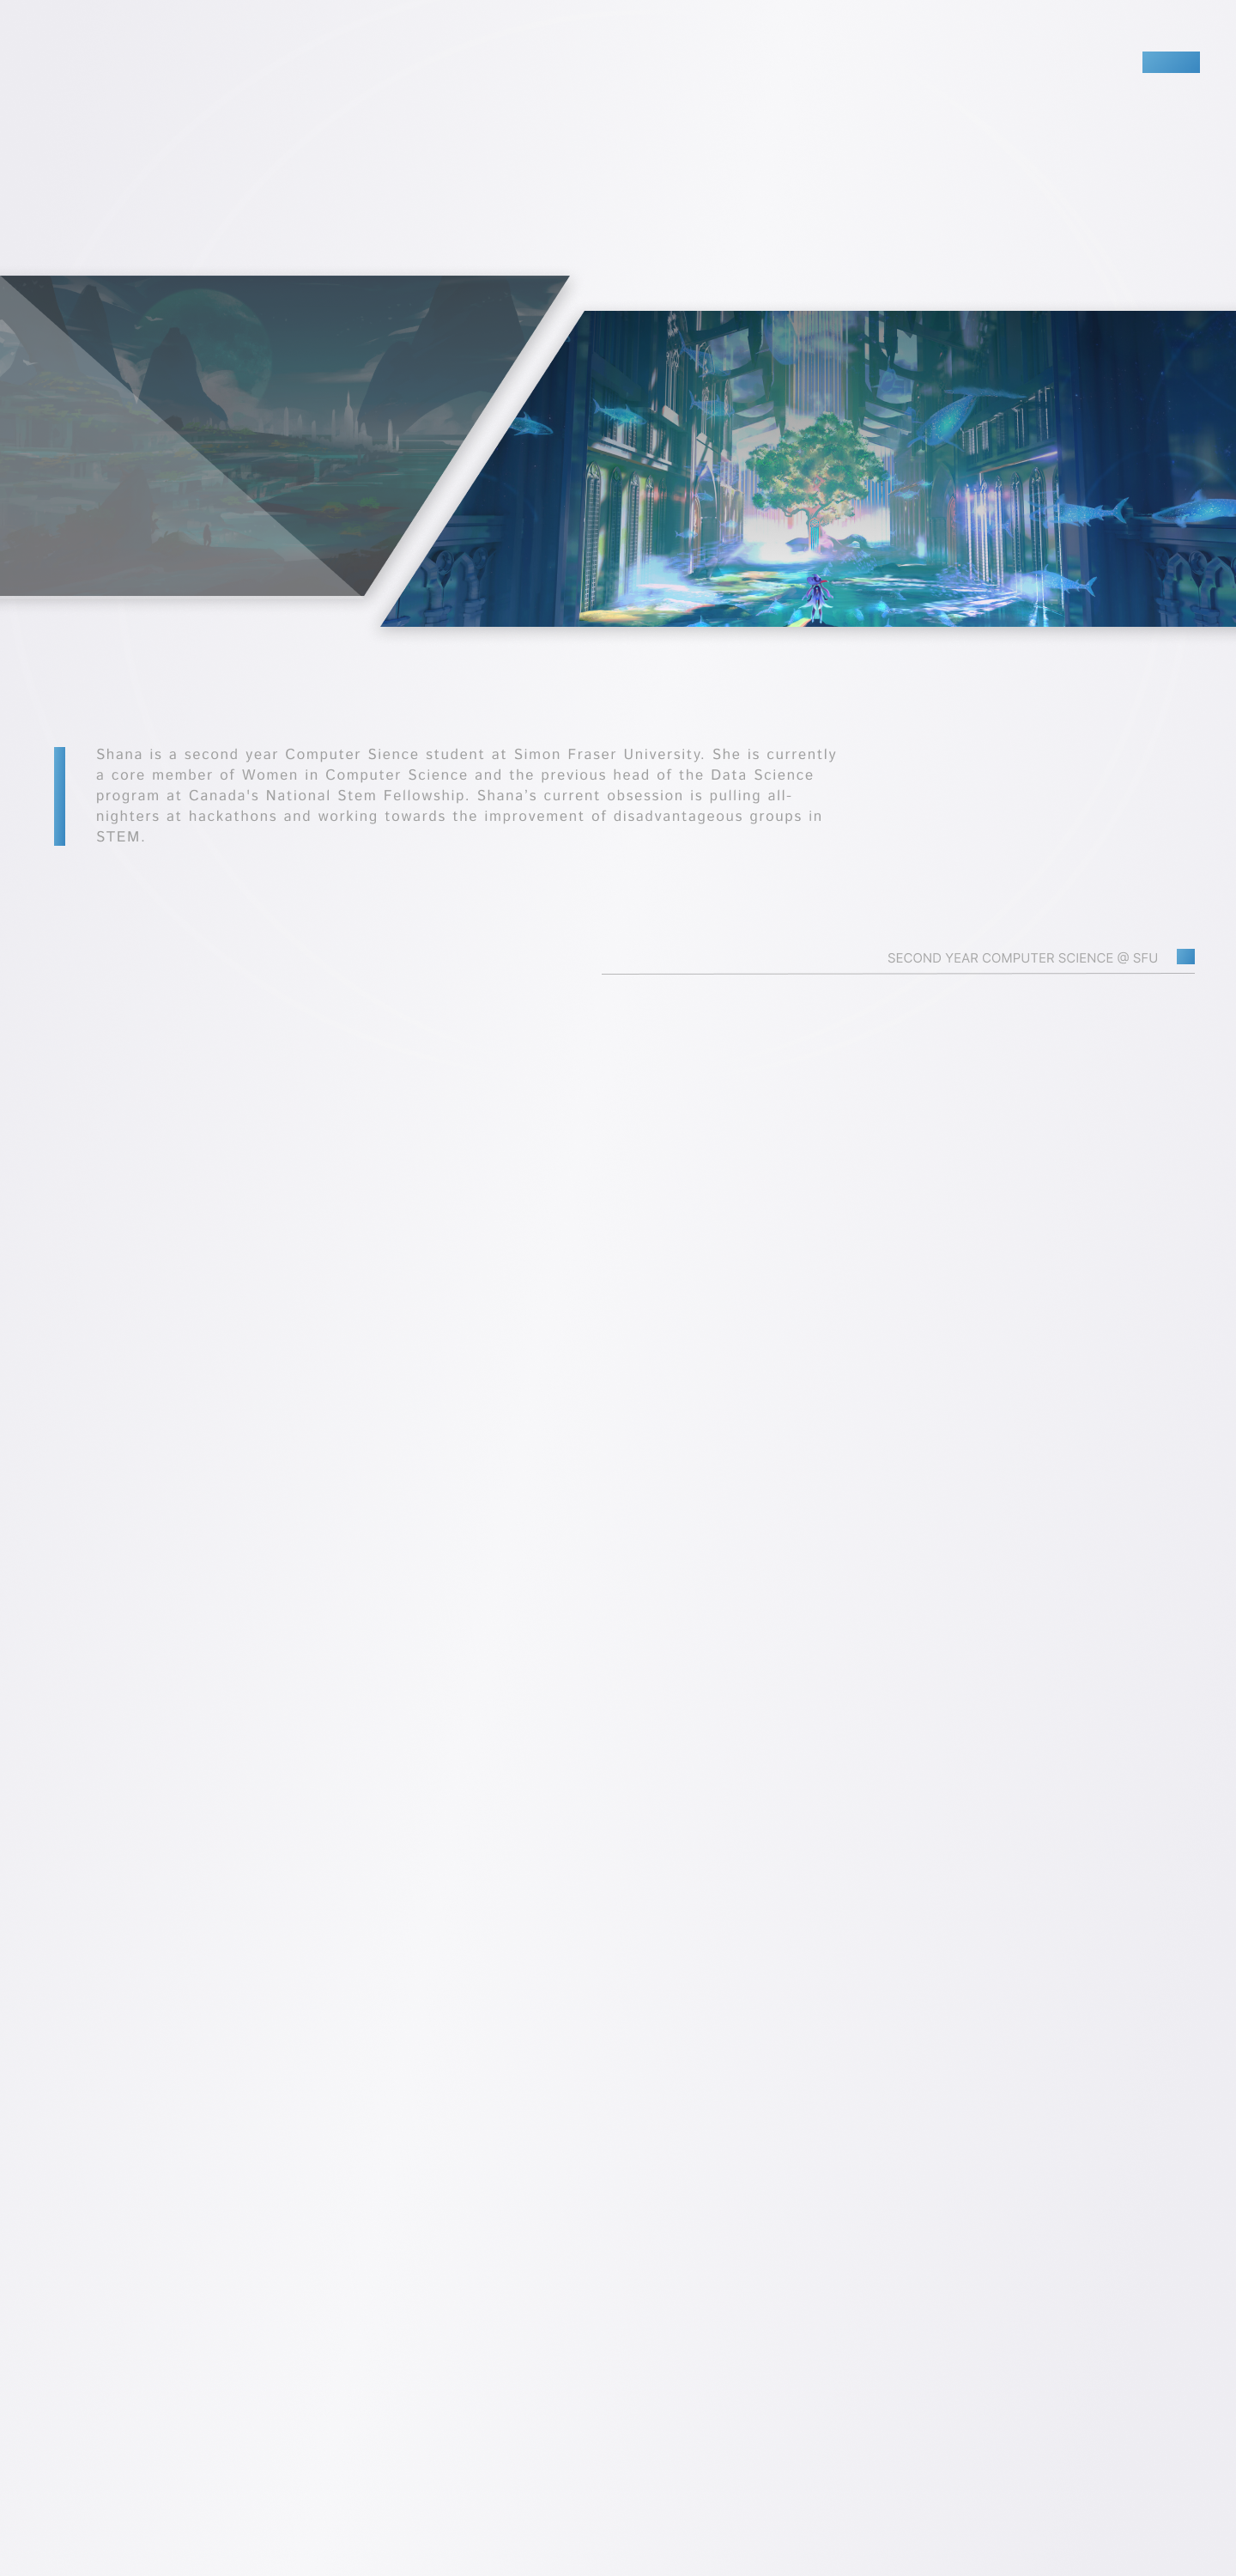 Shana is a second year Computer Sience student at Simon Fraser University. She is currently
a core member of Women in Computer Science and the previous head of the Data Science
program at Canada's National Stem Fellowship. Shana’s current obsession is pulling all-
nighters at hackathons and working towards the improvement of disadvantageous groups in
STEM.
SECOND YEAR COMPUTER SCIENCE @ SFU